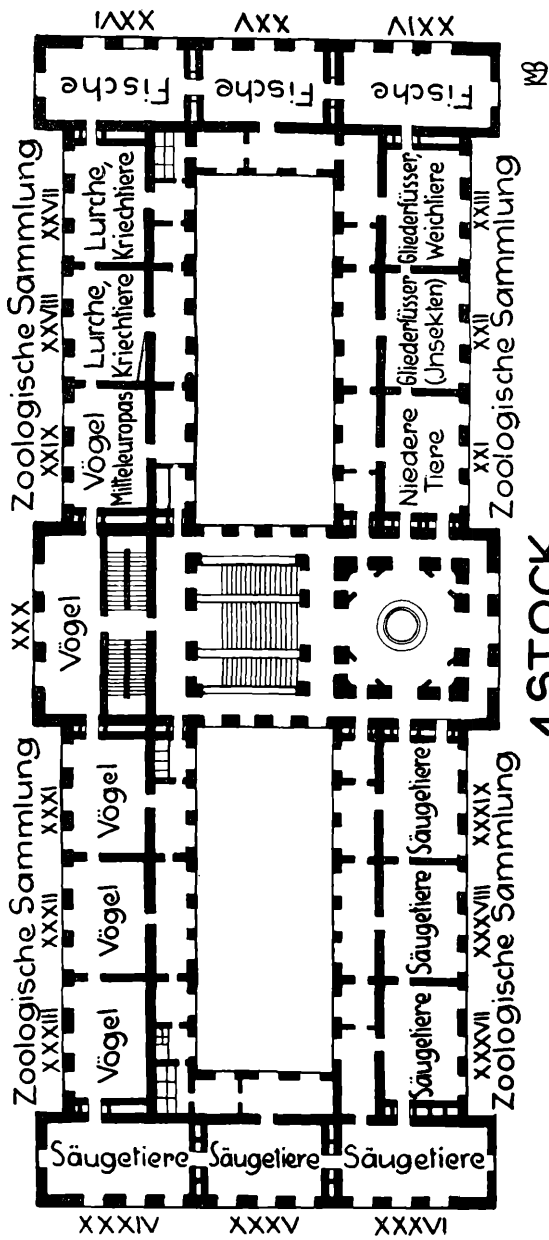 Zoologische Sammlung
XXXIII
XXXII
XXXI
XXX
Zoologische Sammlung
XXIX
XXVIII
XXVII
XXVI
XXV
XXIV
Vögel
Vögel
Vögel
Vögel
Vögel
Mitteleuropas
Lurche,
Kriechtiere
Lurche,
Kriechtiere
Fische
Fische
Fische
XXXIV
XXXV
XXXVI
Säugetiere
Säugetiere
Säugetiere
Säugetiere
Säugetiere
Säugetiere
Niedere
Tiere
Gliederfüsser
(Jnsekten)
Gliederfüsser,
Weichtiere
XXXVII
XXXVIII
XXXIX
Zoologische Sammlung
XXI
XXII
XXIII
Zoologische Sammlung
1.STOCK